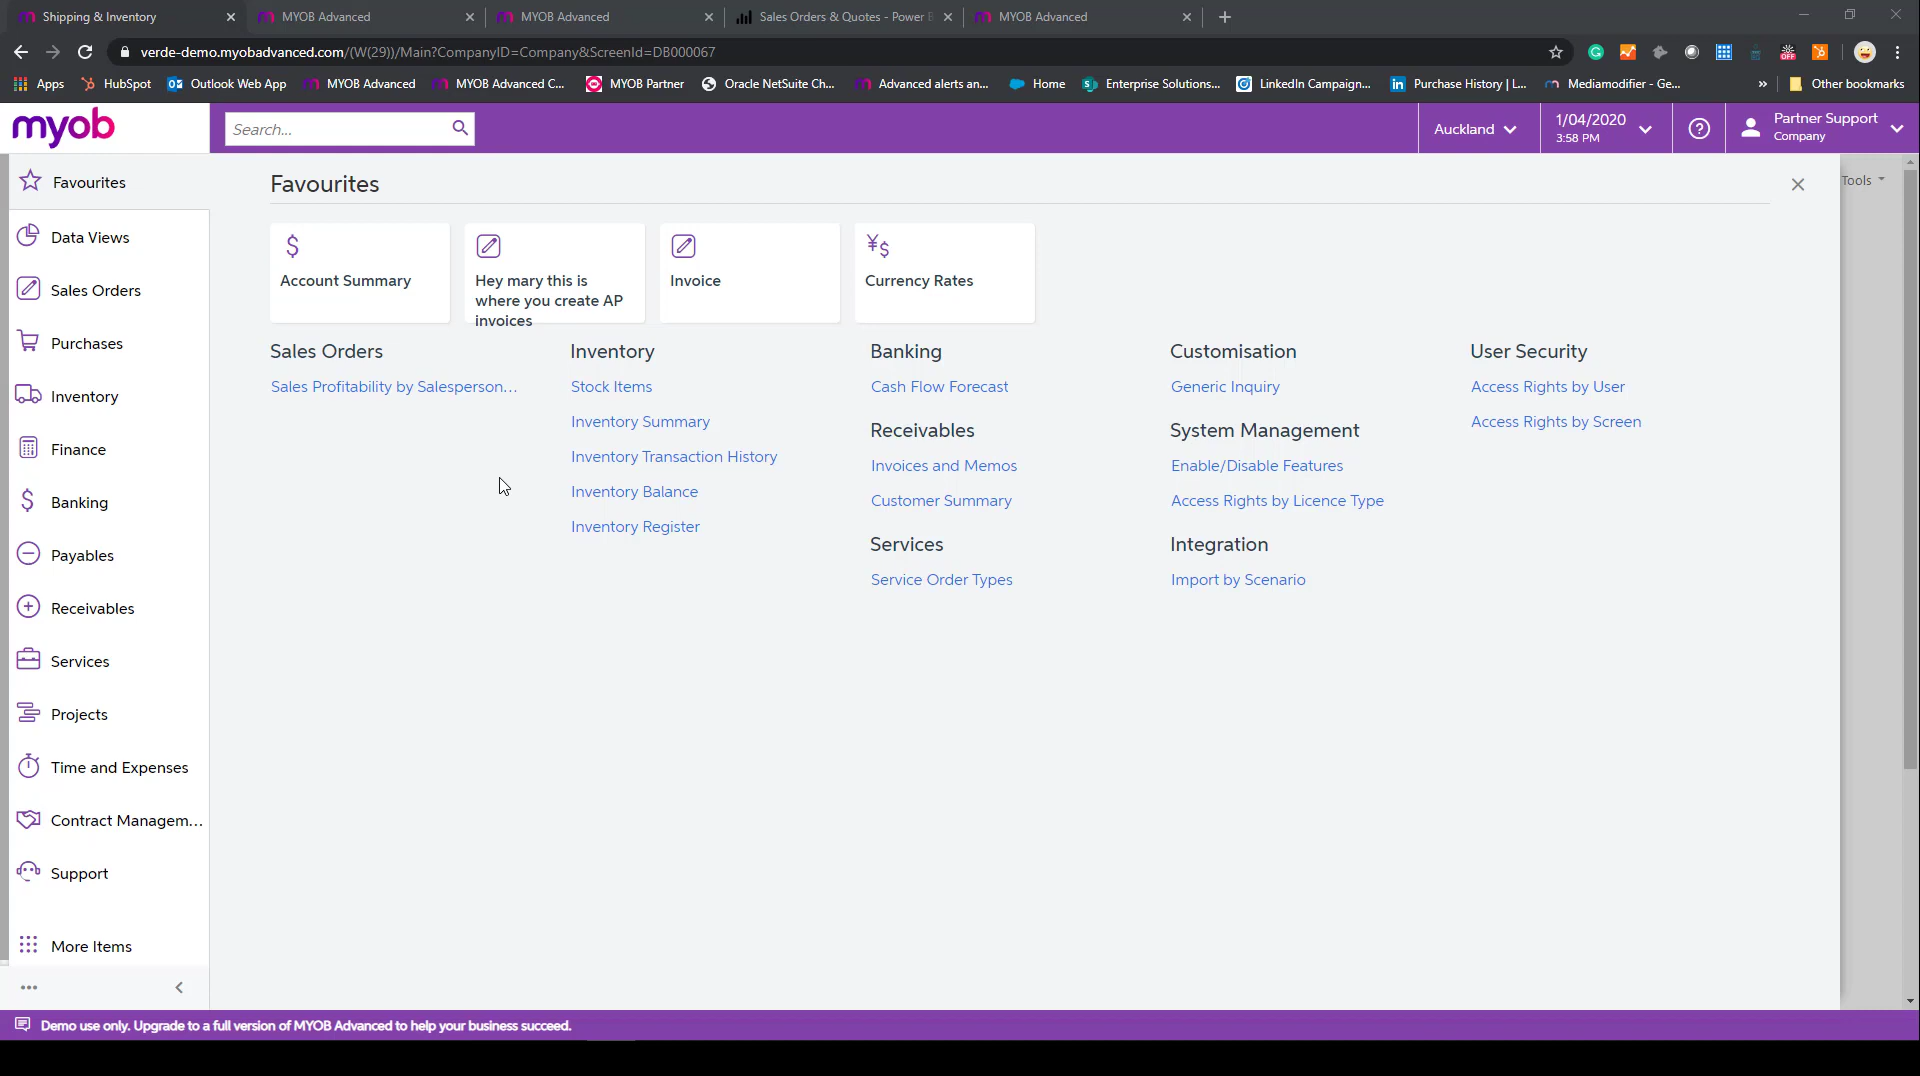 Shipping & Inventory
MYOB Advanced
MYOB Advanced
Sales Orders & Quotes - Power B
MYOB Advanced
verde-demo.myobadvanced.com/(W(29))/Main?CompanyID=Company&ScreenId=DB000067
Apps
HubSpot
Outlook Web App
MYOB Advanced
MYOB Advanced C...
MYOB Partner
Oracle NetSuite Ch...
Advanced alerts an...
Home
Enterprise Solutions...
LinkedIn Campaign...
Purchase History | L...
Mediamodifier - Ge...
»
Other bookmarks
myob
Search...
Auckland
1/04/2020
3:58 PM
Partner Support
Company
Tools
Favourites
Data Views
Sales Orders
Purchases
Inventory
Finance
Banking
Payables
Receivables
Services
Projects
Time and Expenses
Contract Managem...
Support
More Items
Favourites
Account Summary
Hey mary this is
where you create AP
invoices
Invoice
Currency Rates
Sales Orders
Sales Profitability by Salesperson...
Inventory
Stock Items
Inventory Summary
Inventory Transaction History
Inventory Balance
Inventory Register
Banking
Cash Flow Forecast
Receivables
Invoices and Memos
Customer Summary
Services
Service Order Types
Customisation
Generic Inquiry
System Management
Enable/Disable Features
Access Rights by Licence Type
Integration
Import by Scenario
User Security
Access Rights by User
Access Rights by Screen
Demo use only. Upgrade to a full version of MYOB Advanced to help your business succeed.